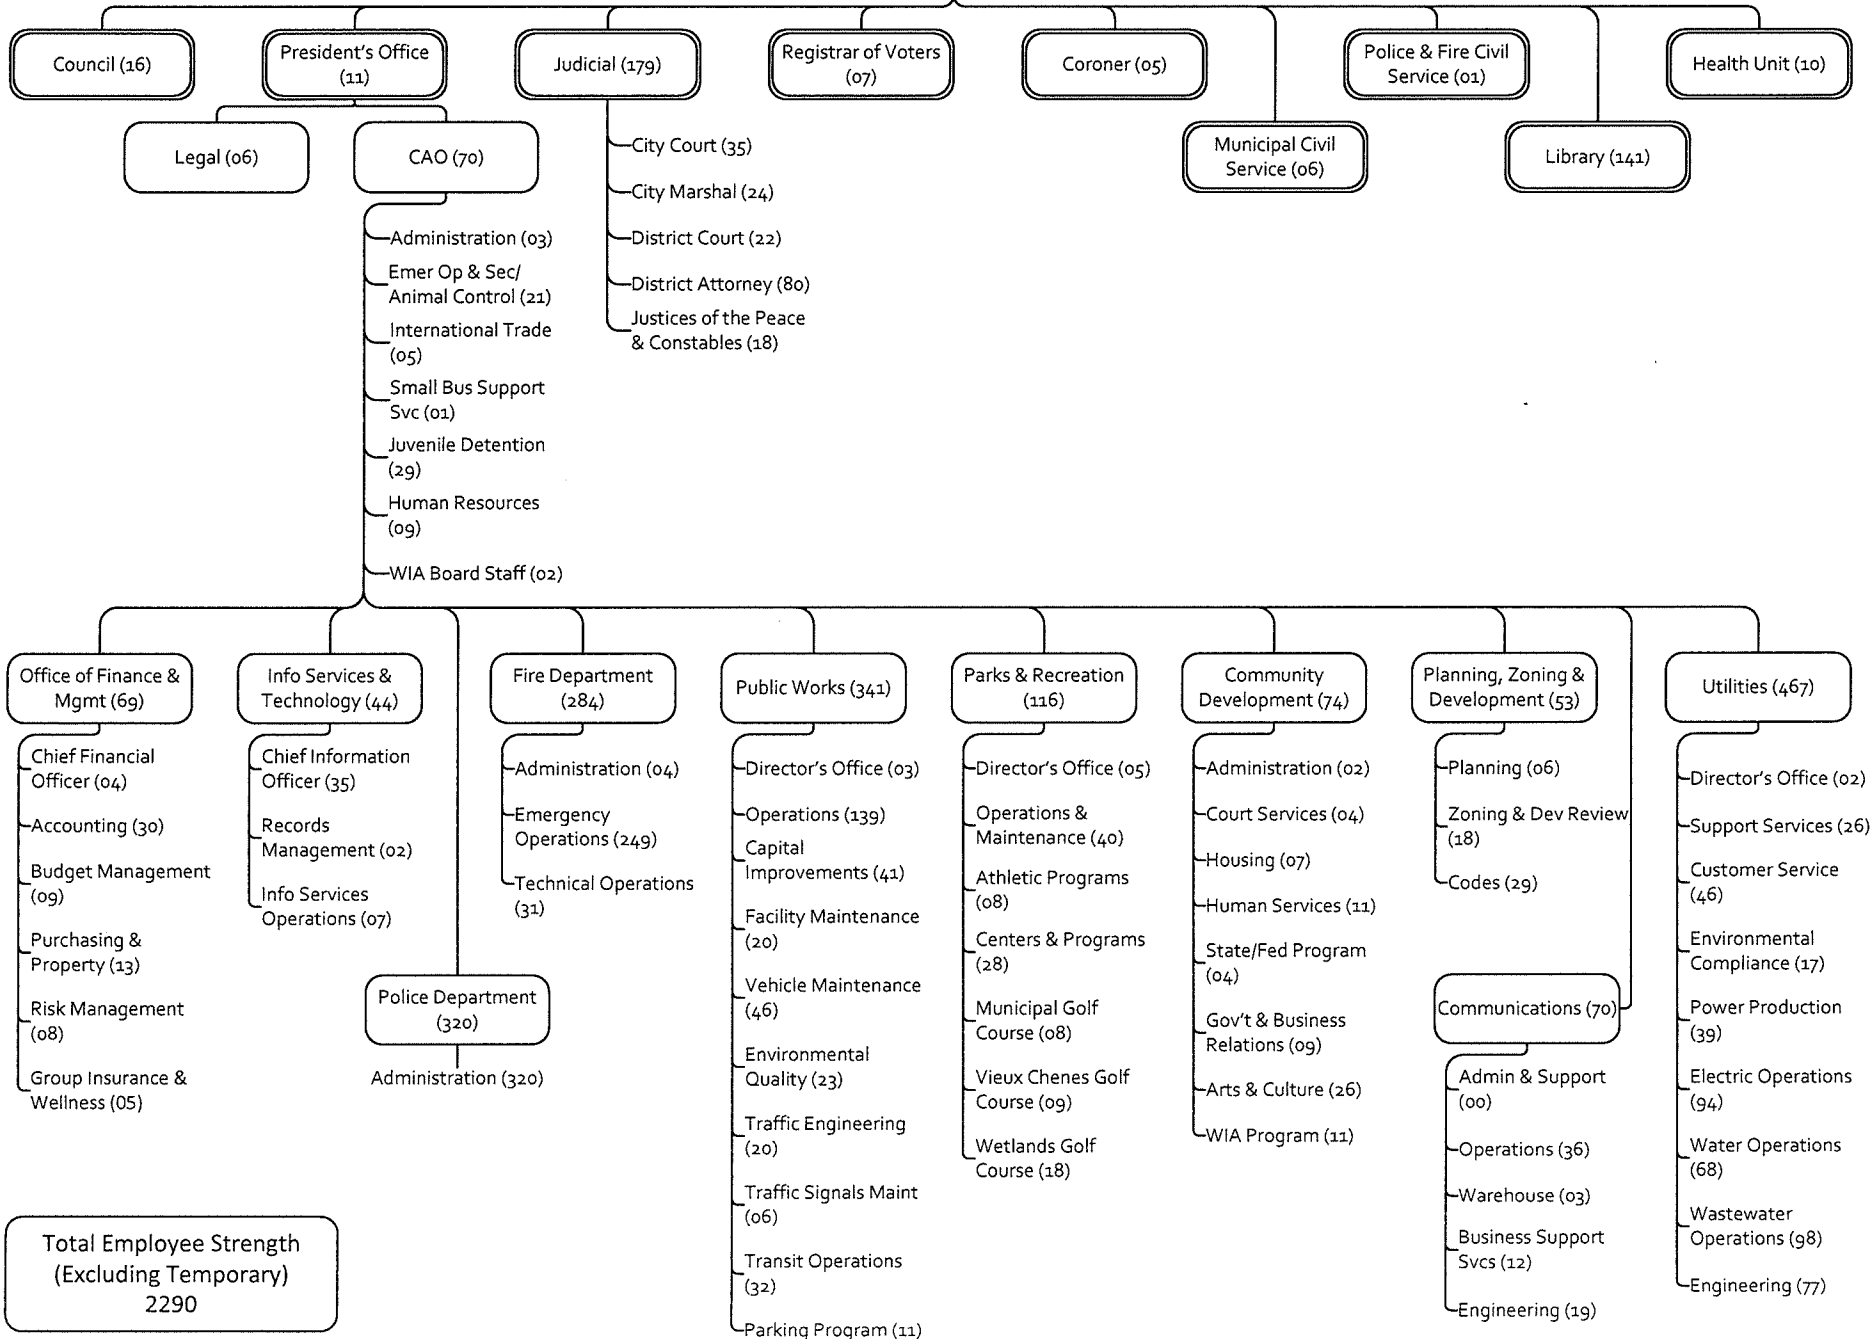 Council (16)
President's Office
(11)
Judicial (179)
Registrar of Voters
(07)
Coroner (05)
Police & Fire Civil
Service (01)
Health Unit (10)
Legal (06)
CAO (70)
Municipal Civil
Service (06)
Library (141)
City Court (35)
City Marshal (24)
District Court (22)
District Attorney (80)
Justices of the Peace
& Constables (18)
Administration (03)
Emer Op & Sec/
Animal Control (21)
International Trade
(05)
Small Bus Support
Svc (01)
Juvenile Detention
(29)
Human Resources
(09)
WIA Board Staff (02)
Office of Finance &
Mgmt (69)
Chief Financial
Officer (04)
Accounting (30)
Budget Management
(09)
Purchasing &
Property (13)
Risk Management
(08)
Group Insurance &
Wellness (05)
Info Services &
Technology (44)
Chief Information
Officer (35)
Records
Management (02)
Info Services
Operations (07)
Police Department
(320)
Administration (320)
Fire Department
(284)
Administration (04)
Emergency
Operations (249)
Technical Operations
(31)
Public Works (341)
Director's Office (03)
Operations (139)
Capital
Improvements (41)
Facility Maintenance
(20)
Vehicle Maintenance
(46)
Environmental
Quality (23)
Traffic Engineering
(20)
Traffic Signals Maint
(06)
Transit Operations
(32)
Parking Program (11)
Parks & Recreation
(116)
Director's Office (05)
Operations &
Maintenance (40)
Athletic Programs
(08)
Centers & Programs
(28)
Municipal Golf
Course (08)
Vieux Chenes Golf
Course (09)
Wetlands Golf
Course (18)
Community
Development (74)
Administration (02)
Court Services (04)
Housing (07)
Human Services (11)
State/Fed Program
(04)
Gov't & Business
Relations (09)
Arts & Culture (26)
WIA Program (11)
Planning, Zoning &
Development (53)
Planning (06)
Zoning & Dev Review
(18)
Codes (29)
Communications (70)
Admin & Support
(00)
Operations (36)
Warehouse (03)
Business Support
Svcs (12)
Engineering (19)
Utilities (467)
Director's Office (02)
Support Services (26)
Customer Service
(46)
Environmental
Compliance (17)
Power Production
(39)
Electric Operations
(94)
Water Operations
(68)
Wastewater
Operations (98)
Engineering (77)
Total Employee Strength
(Excluding Temporary)
2290